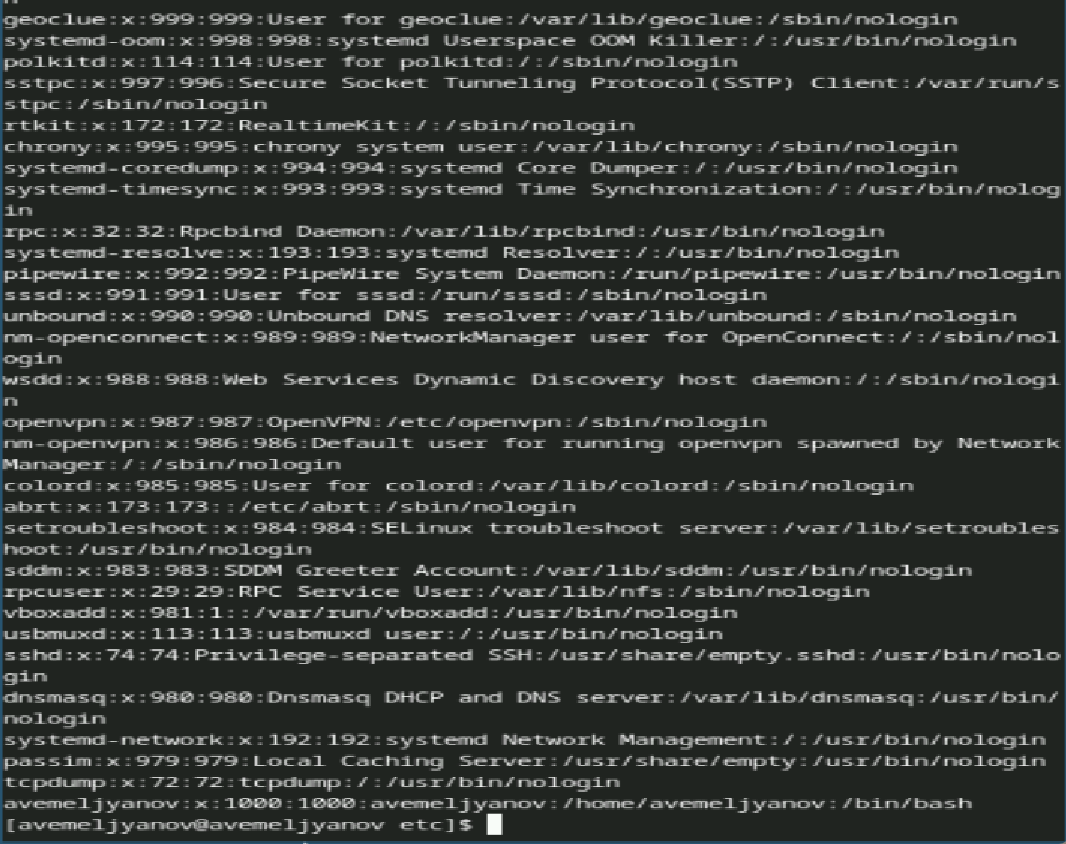 n
geoclue:x:999:999:User for geoclue:/var/lib/geoclue:/sbin/nologin
systemd-oom:x:998:998:systemd Userspace OOM Killer:/:/usr/bin/nologin
polkitd:x:114:114:User for polkitd:/:/sbin/nologin
sstpc:x:997:996:Secure Socket Tunneling Protocol(SSTP) Client:/var/run/s
stpc:/sbin/nologin
rtkit:x:172:172:RealtimeKit:/:/sbin/nologin
chrony:x:995:995:chrony system user:/var/lib/chrony:/sbin/nologin
systemd-coredump:x:994:994:systemd Core Dumper:/:/usr/bin/nologin
systemd-timesync:x:993:993:systemd Time Synchronization:/:/usr/bin/nolog
in
rpc:x:32:32:Rpcbind Daemon:/var/lib/rpcbind:/usr/bin/nologin
systemd-resolve:x:193:193:systemd Resolver:/:/usr/bin/nologin
pipewire:x:992:992:PipeWire System Daemon:/run/pipewire:/usr/bin/nologin
sssd:x:991:991:User for sssd:/run/sssd:/sbin/nologin
unbound:x:990:990:Unbound DNS resolver:/var/lib/unbound:/sbin/nologin
nm-openconnect:x:989:989:NetworkManager user for OpenConnect:/:/sbin/nol
ogin
wsdd:x:988:988:Web Services Dynamic Discovery host daemon:/:/sbin/nologi
n
openvpn:x:987:987:OpenVPN:/etc/openvpn:/sbin/nologin
nm-openvpn:x:986:986:Default user for running openvpn spawned by Network
Manager:/:/sbin/nologin
colord:x:985:985:User for colord:/var/lib/colord:/sbin/nologin
abrt:x:173:173::/etc/abrt:/sbin/nologin
setroubleshoot:x:984:984:SELinux troubleshoot server:/var/lib/setroubles
hoot:/usr/bin/nologin
sddm:x:983:983:SDDM Greeter Account:/var/lib/sddm:/usr/bin/nologin
rpcuser:x:29:29:RPC Service User:/var/lib/nfs:/sbin/nologin
vboxadd:x:981:1::/var/run/vboxadd:/usr/bin/nologin
usbmuxd:x:113:113:usbmuxd user:/:/usr/bin/nologin
sshd:x:74:74:Privilege-separated SSH:/usr/share/empty.sshd:/usr/bin/nolo
gin
dnsmasq:x:980:980:Dnsmasq DHCP and DNS server:/var/lib/dnsmasq:/usr/bin/
nologin
systemd-network:x:192:192:systemd Network Management:/:/usr/bin/nologin
passim:x:979:979:Local Caching Server:/usr/share/empty:/usr/bin/nologin
tcpdump:x:72:72:tcpdump:/:/usr/bin/nologin
avemeljyanov:x:1000:1000:avemeljyanov:/home/avemeljyanov:/bin/bash
[avemeljyanov@avemeljyanov etc]$